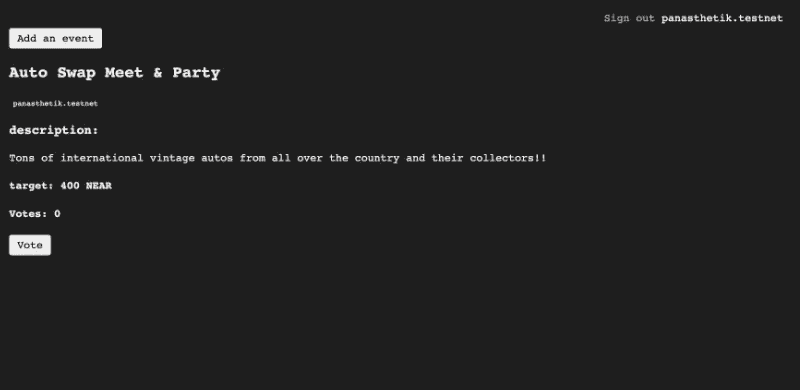 Sign out panasthetik.testnet
Add an event
Auto Swap Meet & Party
panasthetik.testnet
description:
Tons of international vintage autos from all over the country and their collectors!!
target: 400 NEAR
Votes: 0
Vote